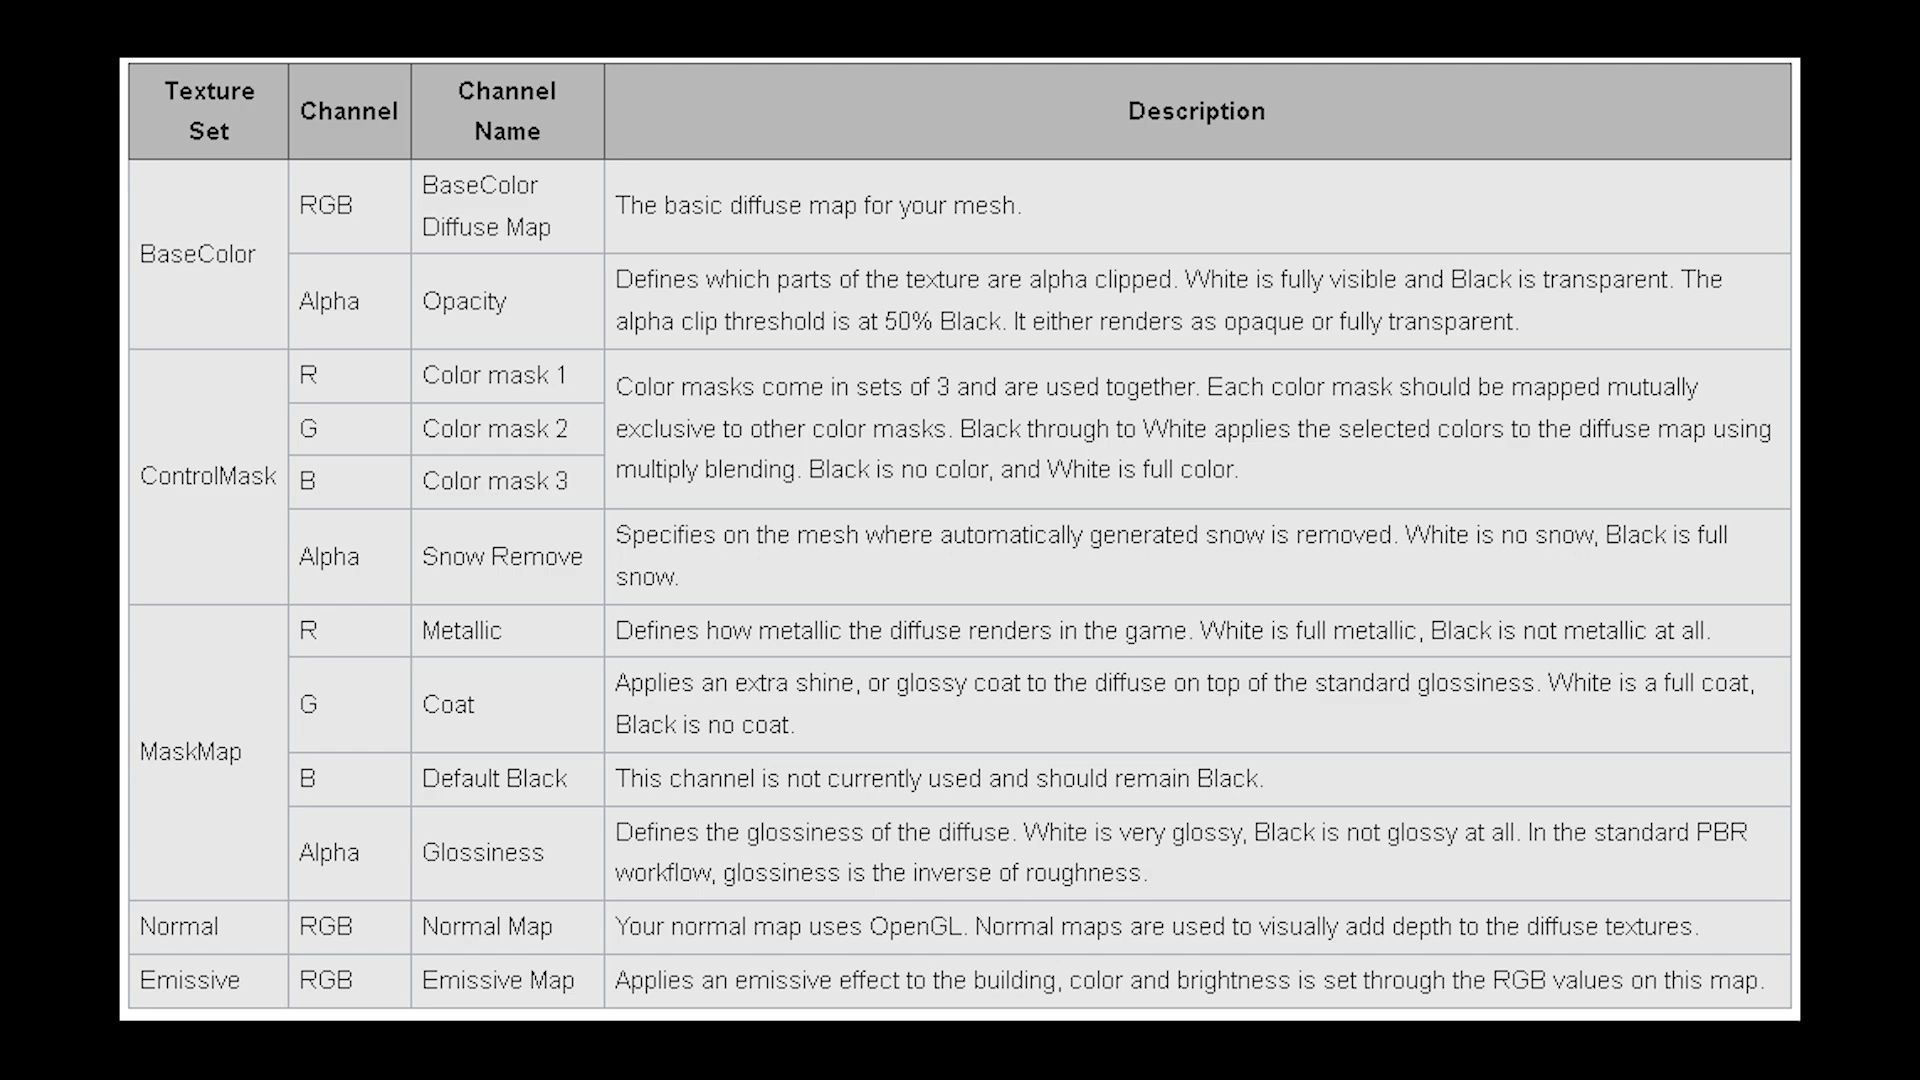 Texture
Set
Channel
Channel
Name
Description
BaseColor
RGB
BaseColor
Diffuse Map
The basic diffuse map for your mesh.
Alpha
Opacity
Defines which parts of the texture are alpha clipped. White is fully visible and Black is transparent. The
alpha clip threshold is at 50% Black. It either renders as opaque or fully transparent.
ControlMask
R
Color mask 1
G
Color mask 2
B
Color mask 3
Color masks come in sets of 3 and are used together. Each color mask should be mapped mutually
exclusive to other color masks. Black through to White applies the selected colors to the diffuse map using
multiply blending. Black is no color, and White is full color.
Alpha
Snow Remove
Specifies on the mesh where automatically generated snow is removed. White is no snow, Black is full
snow.
MaskMap
R
Metallic
Defines how metallic the diffuse renders in the game. White is full metallic, Black is not metallic at all.
G
Coat
Applies an extra shine, or glossy coat to the diffuse on top of the standard glossiness. White is a full coat,
Black is no coat.
B
Default Black
This channel is not currently used and should remain Black.
Alpha
Glossiness
Defines the glossiness of the diffuse. White is very glossy, Black is not glossy at all. In the standard PBR
workflow, glossiness is the inverse of roughness.
Normal
RGB
Normal Map
Your normal map uses OpenGL. Normal maps are used to visually add depth to the diffuse textures.
Emissive
RGB
Emissive Map
Applies an emissive effect to the building, color and brightness is set through the RGB values on this map.